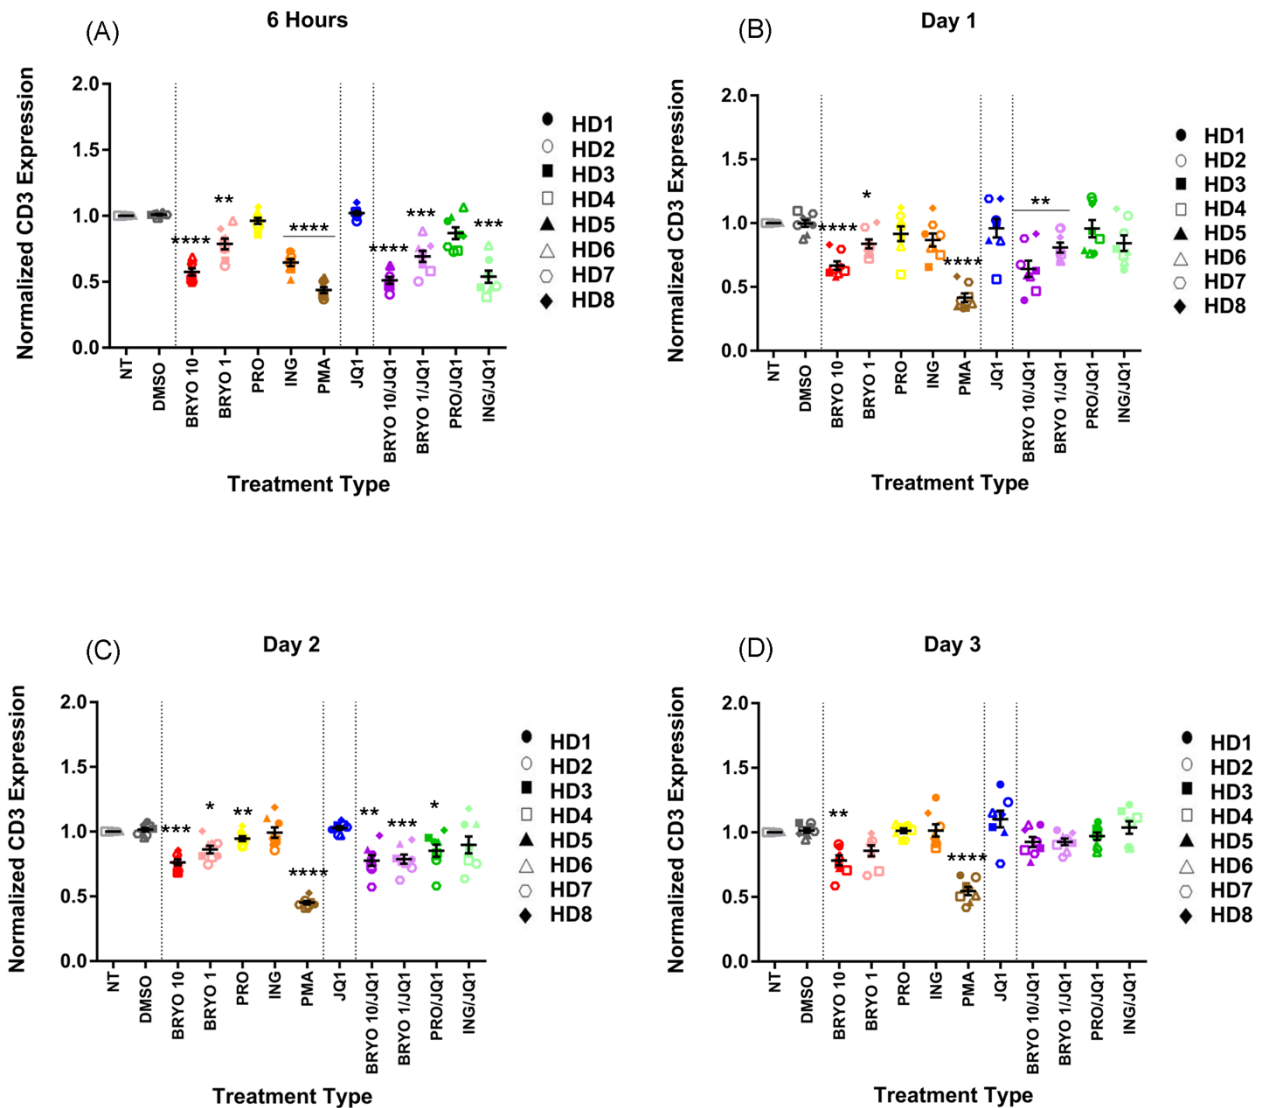 (A)
6 Hours
Normalized CD3 Expression
2.0
1.5
1.0
0.5
0.0
****
**
****
****
***
***
NT
DMSO
BRYO 10
BRYO 1
PRO
ING
PMA
JQ1
BRYO 10/JQ1
BRYO 1/JQ1
PRO/JQ1
ING/JQ1
Treatment Type
HD1
HD2
HD3
HD4
HD5
HD6
HD7
HD8
(B)
Day 1
Normalized CD3 Expression
2.0
1.5
1.0
0.5
0.0
****
*
****
**
NT
DMSO
BRYO 10
BRYO 1
PRO
ING
PMA
JQ1
BRYO 10/JQ1
BRYO 1/JQ1
PRO/JQ1
ING/JQ1
Treatment Type
HD1
HD2
HD3
HD4
HD5
HD6
HD7
HD8
(C)
Day 2
Normalized CD3 Expression
2.0
1.5
1.0
0.5
0.0
***
*
**
****
**
***
*
NT
DMSO
BRYO 10
BRYO 1
PRO
ING
PMA
JQ1
BRYO 10/JQ1
BRYO 1/JQ1
PRO/JQ1
ING/JQ1
Treatment Type
HD1
HD2
HD3
HD4
HD5
HD6
HD7
HD8
(D)
Day 3
Normalized CD3 Expression
2.0
1.5
1.0
0.5
0.0
**
****
NT
DMSO
BRYO 10
BRYO 1
PRO
ING
PMA
JQ1
BRYO 10/JQ1
BRYO 1/JQ1
PRO/JQ1
ING/JQ1
Treatment Type
HD1
HD2
HD3
HD4
HD5
HD6
HD7
HD8